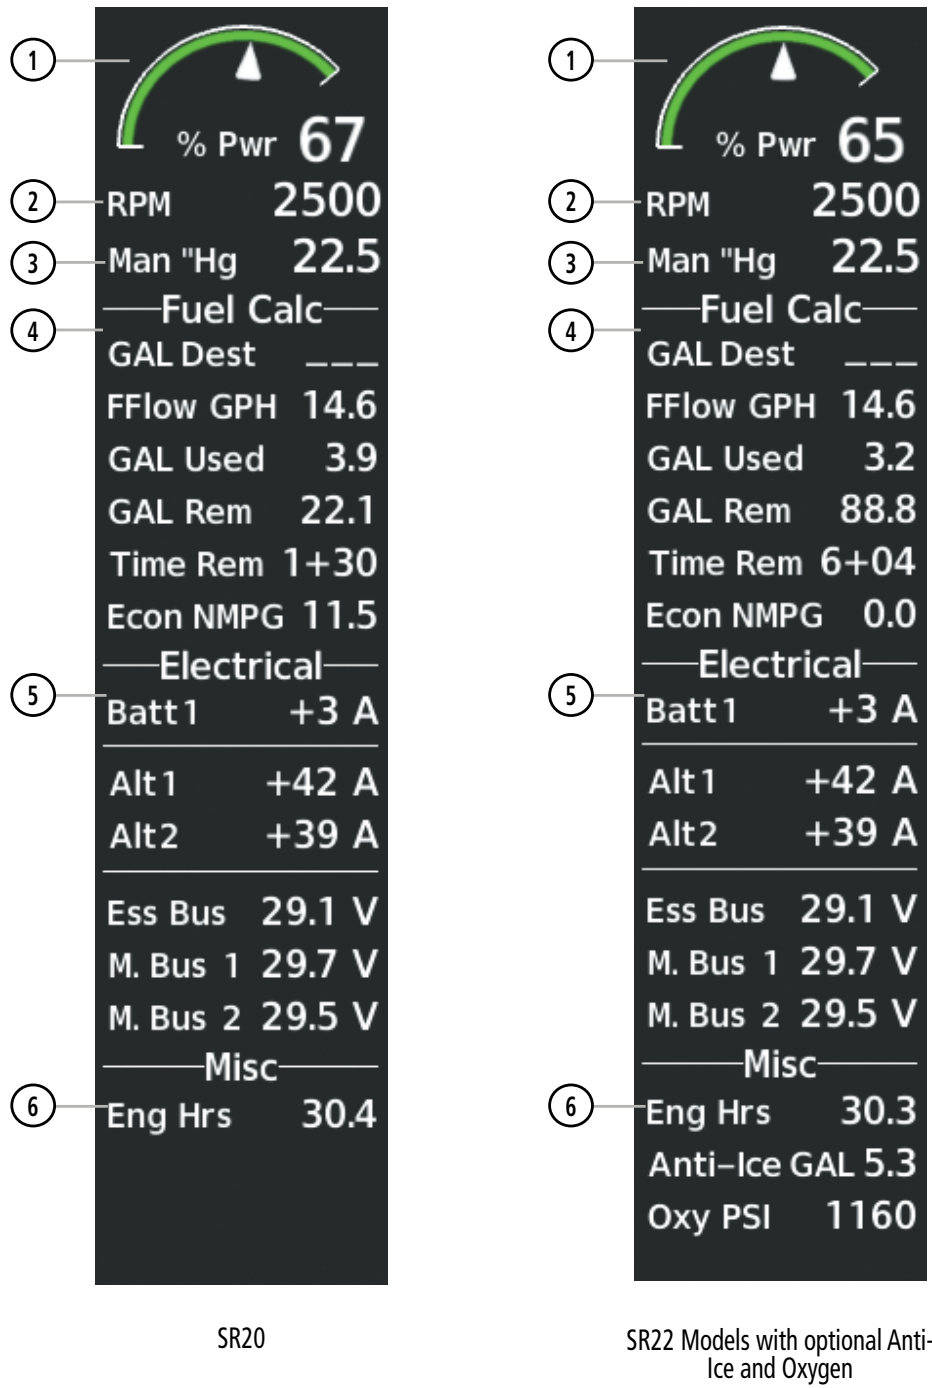 1
% Pwr 67
2
RPM 2500
3
Man "Hg 22.5
Fuel Calc
4
GAL Dest ___
FFlow GPH 14.6
GAL Used 3.9
GAL Rem 22.1
Time Rem 1+30
Econ NMPG 11.5
Electrical
5
Batt1 +3 A
Alt1 +42 A
Alt2 +39 A
Ess Bus 29.1 V
M. Bus 1 29.7 V
M. Bus 2 29.5 V
Misc
6
Eng Hrs 30.4
SR20
1
% Pwr 65
2
RPM 2500
3
Man "Hg 22.5
Fuel Calc
4
GAL Dest ___
FFlow GPH 14.6
GAL Used 3.2
GAL Rem 88.8
Time Rem 6+04
Econ NMPG 0.0
Electrical
5
Batt1 +3 A
Alt1 +42 A
Alt2 +39 A
Ess Bus 29.1 V
M. Bus 1 29.7 V
M. Bus 2 29.5 V
Misc
6
Eng Hrs 30.3
Anti-Ice GAL 5.3
Oxy PSI 1160
SR22 Models with optional Anti-
Ice and Oxygen